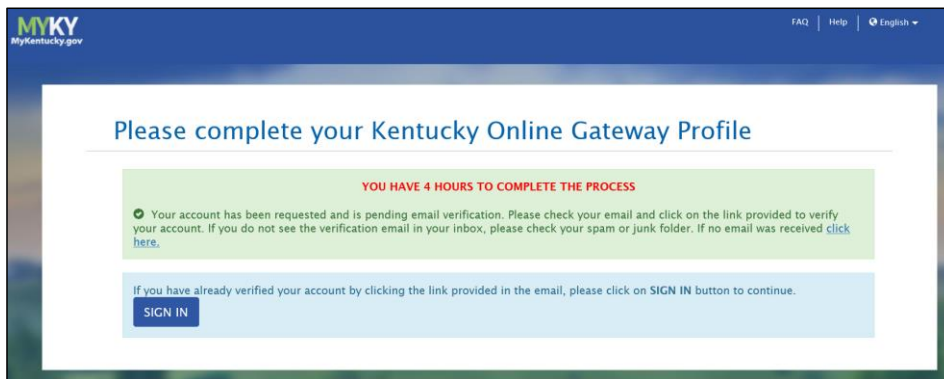 MYKY
MyKentucky.gov
FAQ | Help | English
Please complete your Kentucky Online Gateway Profile
YOU HAVE 4 HOURS TO COMPLETE THE PROCESS
Your account has been requested and is pending email verification. Please check your email and click on the link provided to verify
your account. If you do not see the verification email in your inbox, please check your spam or junk folder. If no email was received click
here.
If you have already verified your account by clicking the link provided in the email, please click on SIGN IN button to continue.
SIGN IN